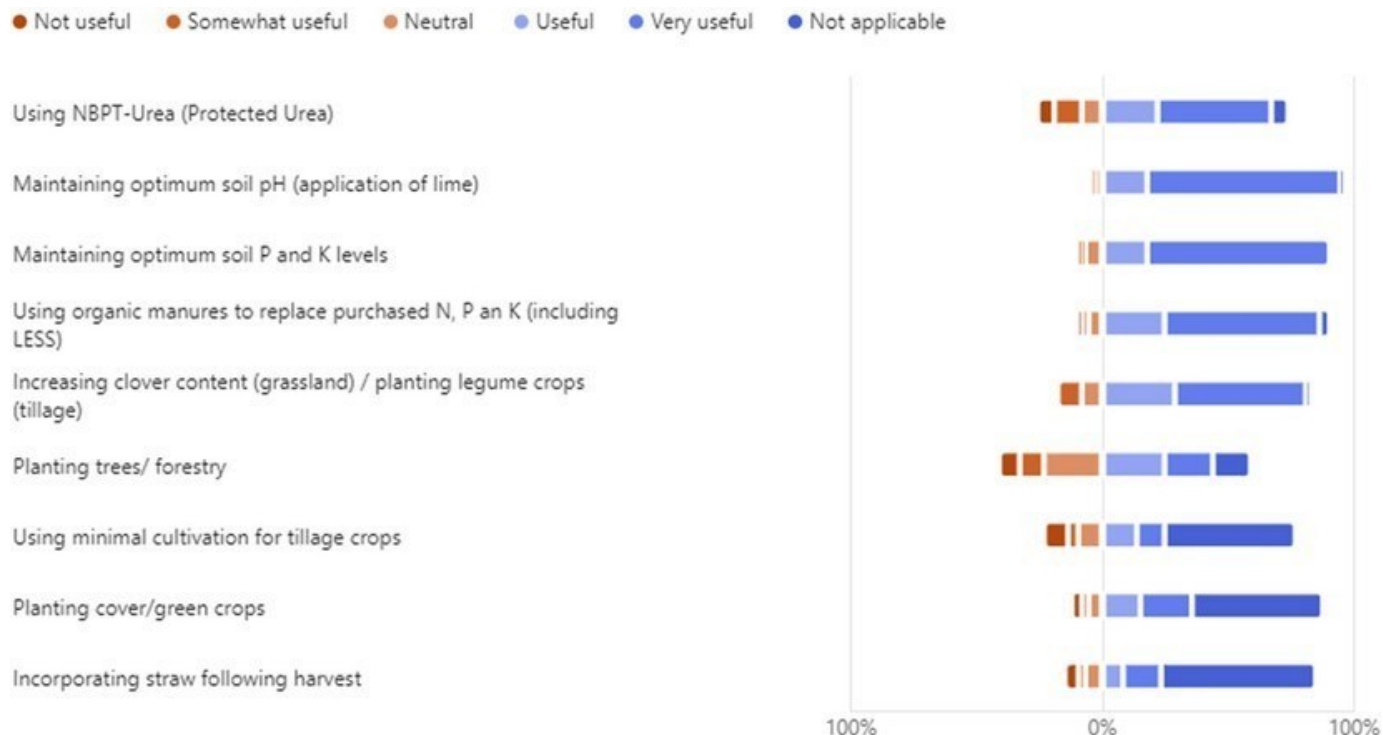 Not useful Somewhat useful Neutral Useful Very useful Not applicable
Using NBPT-Urea (Protected Urea)
Maintaining optimum soil pH (application of lime)
Maintaining optimum soil P and K levels
Using organic manures to replace purchased N, P an K (including
LESS)
Increasing clover content (grassland) / planting legume crops
(tillage)
Planting trees/ forestry
Using minimal cultivation for tillage crops
Planting cover/green crops
Incorporating straw following harvest
100% 0% 100%